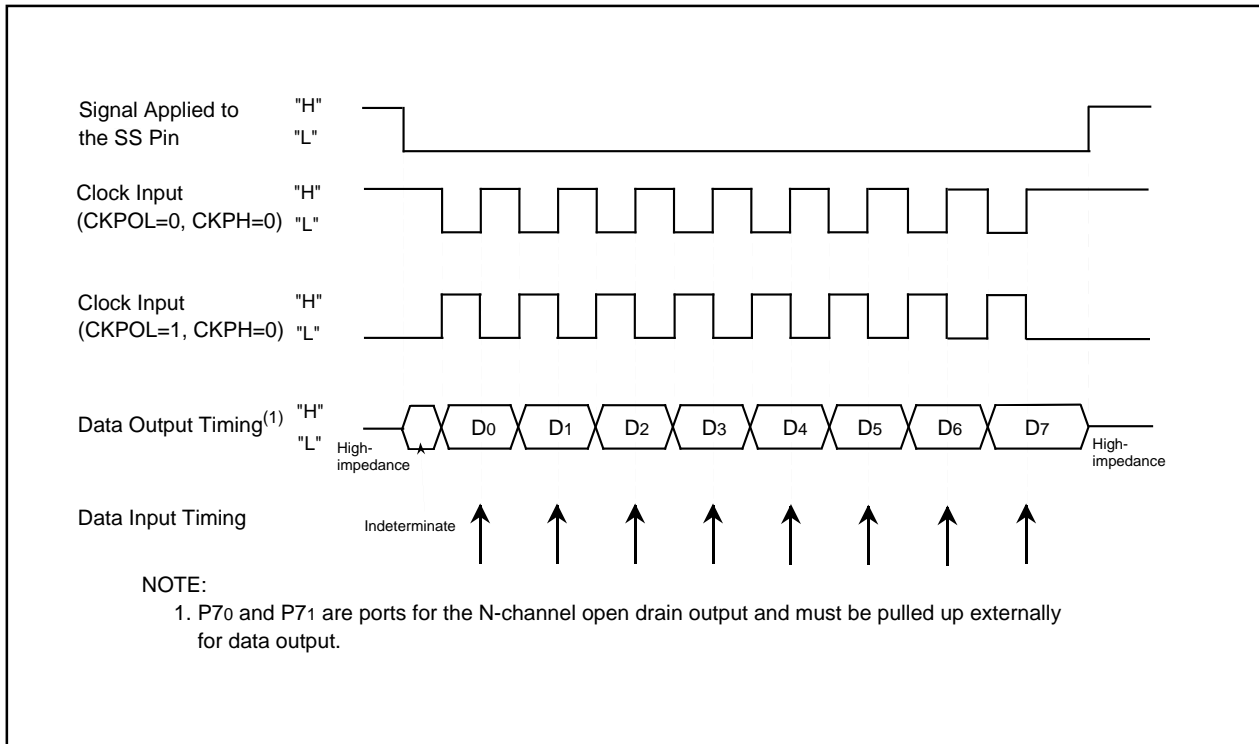 Signal Applied to
the SS Pin
"H"
"L"
Clock Input
(CKPOL=0, CKPH=0)
"H"
"L"
Clock Input
(CKPOL=1, CKPH=0)
"H"
"L"
Data Output Timing(1)
"H"
"L"
High-
impedance
D0 D1 D2 D3 D4 D5 D6 D7
High-
impedance
Data Input Timing
Indeterminate
NOTE:
1. P70 and P71 are ports for the N-channel open drain output and must be pulled up externally
for data output.